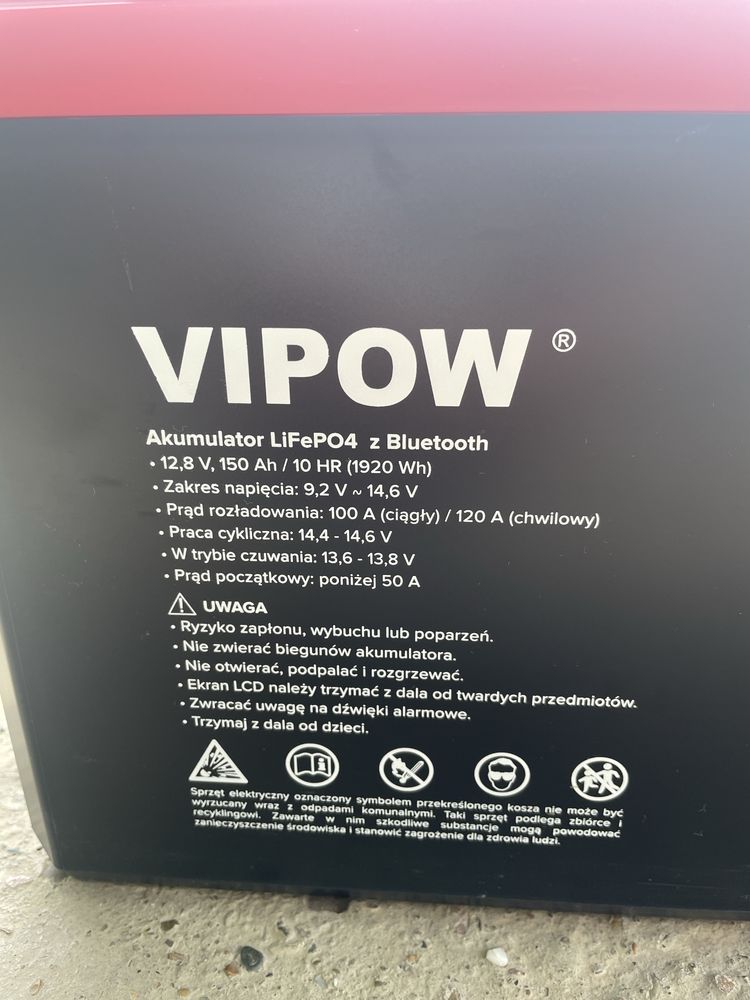 VIPOW ®
Akumulator LiFePO4 z Bluetooth
• 12,8 V, 150 Ah / 10 HR (1920 Wh)
• Zakres napięcia: 9,2 V ~ 14,6 V
• Prąd rozładowania: 100 A (ciągły) / 120 A (chwilowy)
• Praca cykliczna: 14,4 - 14,6 V
• W trybie czuwania: 13,6 - 13,8 V
• Prąd początkowy: poniżej 50 A
UWAGA
• Ryzyko zapłonu, wybuchu lub poparzeń.
• Nie zwierać biegunów akumulatora.
• Nie otwierać, podpalać i rozgrzewać.
• Ekran LCD należy trzymać z dala od twardych przedmiotów.
• Zwracać uwagę na dźwięki alarmowe.
• Trzymaj z dala od dzieci.
Sprzęt elektryczny oznaczony symbolem przekreślonego kosza nie może być
wyrzucany wraz z odpadami komunalnymi. Taki sprzęt podlega zbiórce i
recyklingowi. Zawarte w nim szkodliwe substancje mogą powodować
zanieczyszczenie środowiska i stanowić zagrożenie dla zdrowia ludzi.